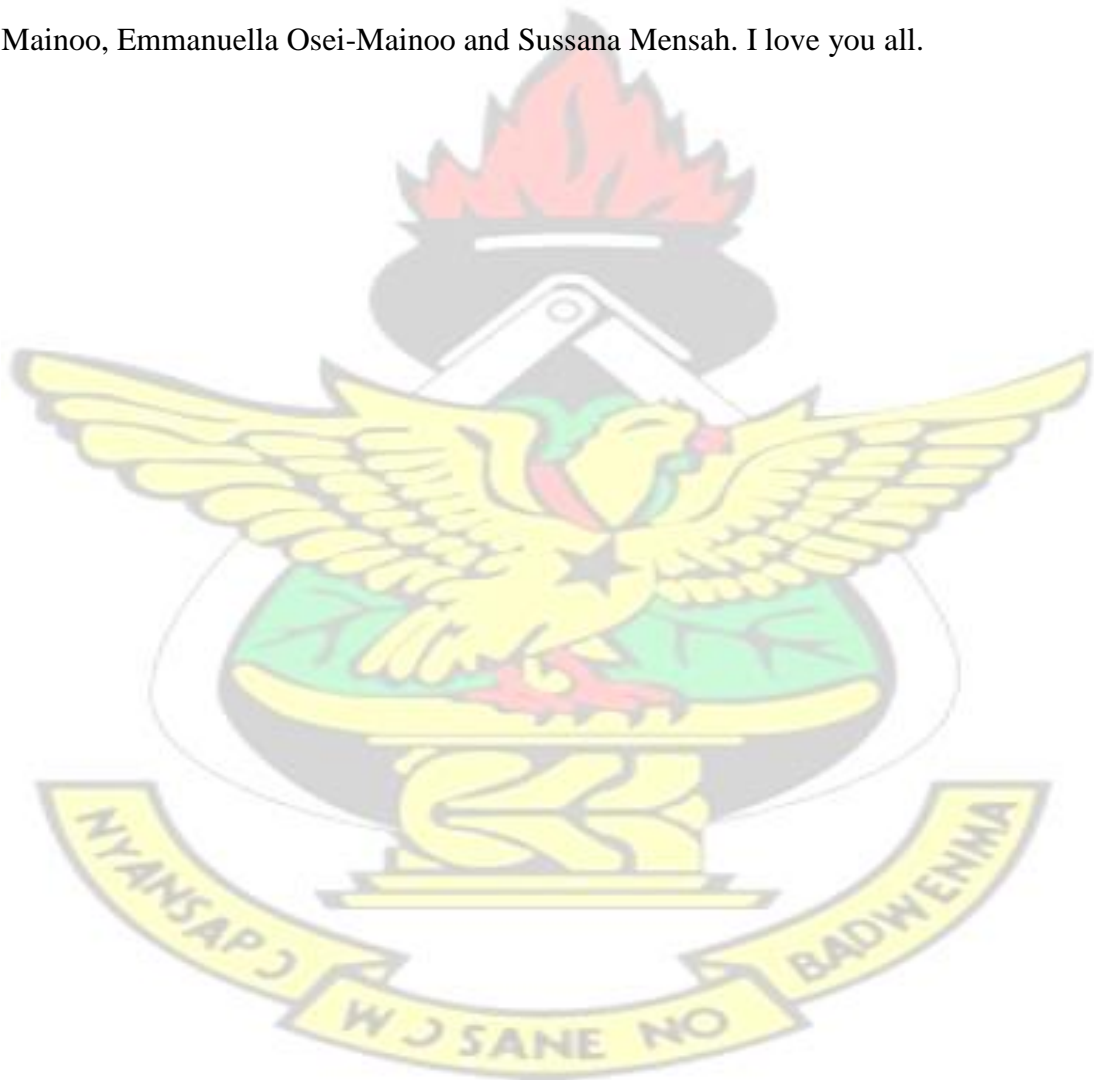 Mainoo, Emmanuella Osei-Mainoo and Sussana Mensah. I love you all.
NYANSAPƆ WƆSANE NO BADWENMA